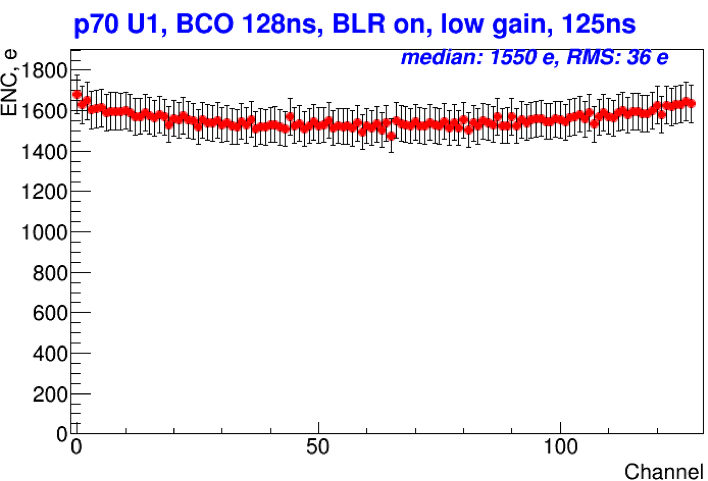 p70 U1, BCO 128ns, BLR on, low gain, 125ns
median: 1550 e, RMS: 36 e
ENC, e
1800
1600
1400
1200
1000
800
600
400
200
0
0 50 100
Channel